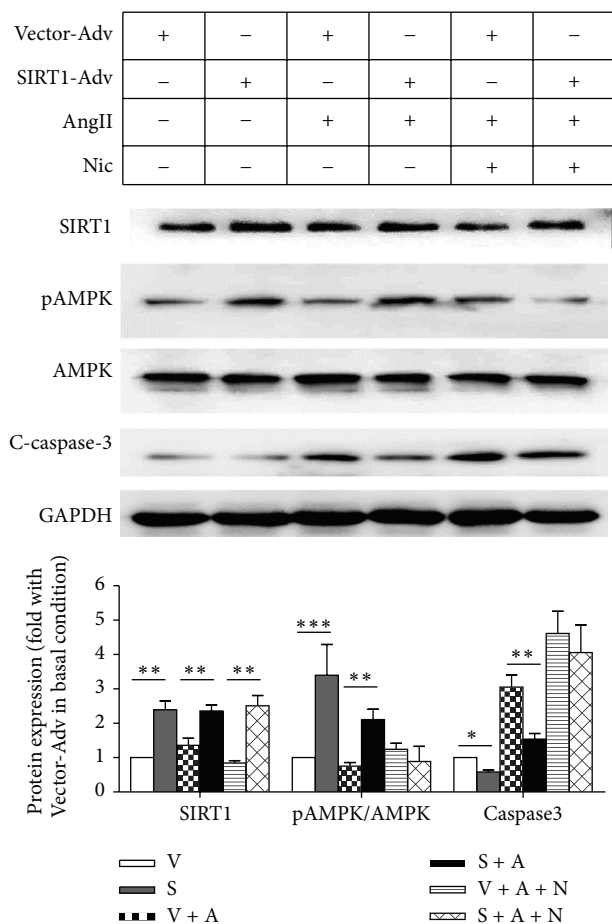 Vector-Adv + − + − + −
SIRT1-Adv − + − + − +
AngII − − + + + +
Nic − − − − + +
SIRT1
pAMPK
AMPK
C-caspase-3
GAPDH
Protein expression (fold with
Vector-Adv in basal condition)
6
5
4
3
2
1
0
** ** **
*** **
* **
SIRT1 pAMPK/AMPK Caspase3
V
S
V + A
S + A
V + A + N
S + A + N